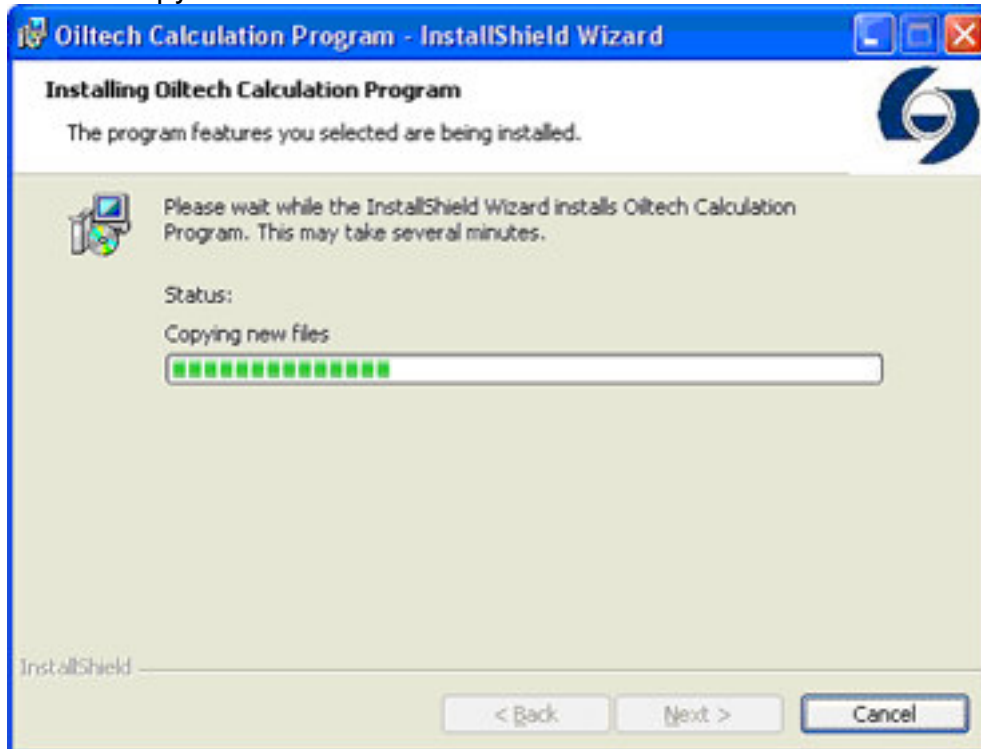 Oiltech Calculation Program - InstallShield Wizard
Installing Oiltech Calculation Program
The program features you selected are being installed.
Please wait while the InstallShield Wizard installs Oiltech Calculation
Program. This may take several minutes.
Status:
Copying new files
InstallShield
< Back Next > Cancel